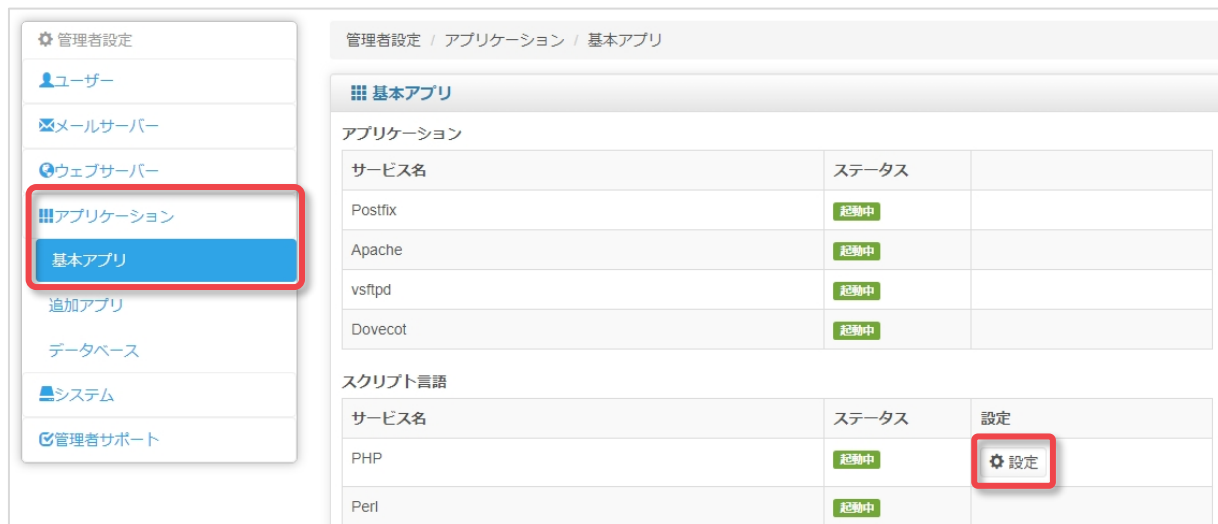 管理者設定
ユーザー
メールサーバー
ウェブサーバー
アプリケーション
基本アプリ
追加アプリ
データベース
システム
管理者サポート
管理者設定 / アプリケーション / 基本アプリ
基本アプリ
アプリケーション
サービス名 ステータス
Postfix 起動中
Apache 起動中
vsftpd 起動中
Dovecot 起動中
スクリプト言語
サービス名 ステータス 設定
PHP 起動中 設定
Perl 起動中